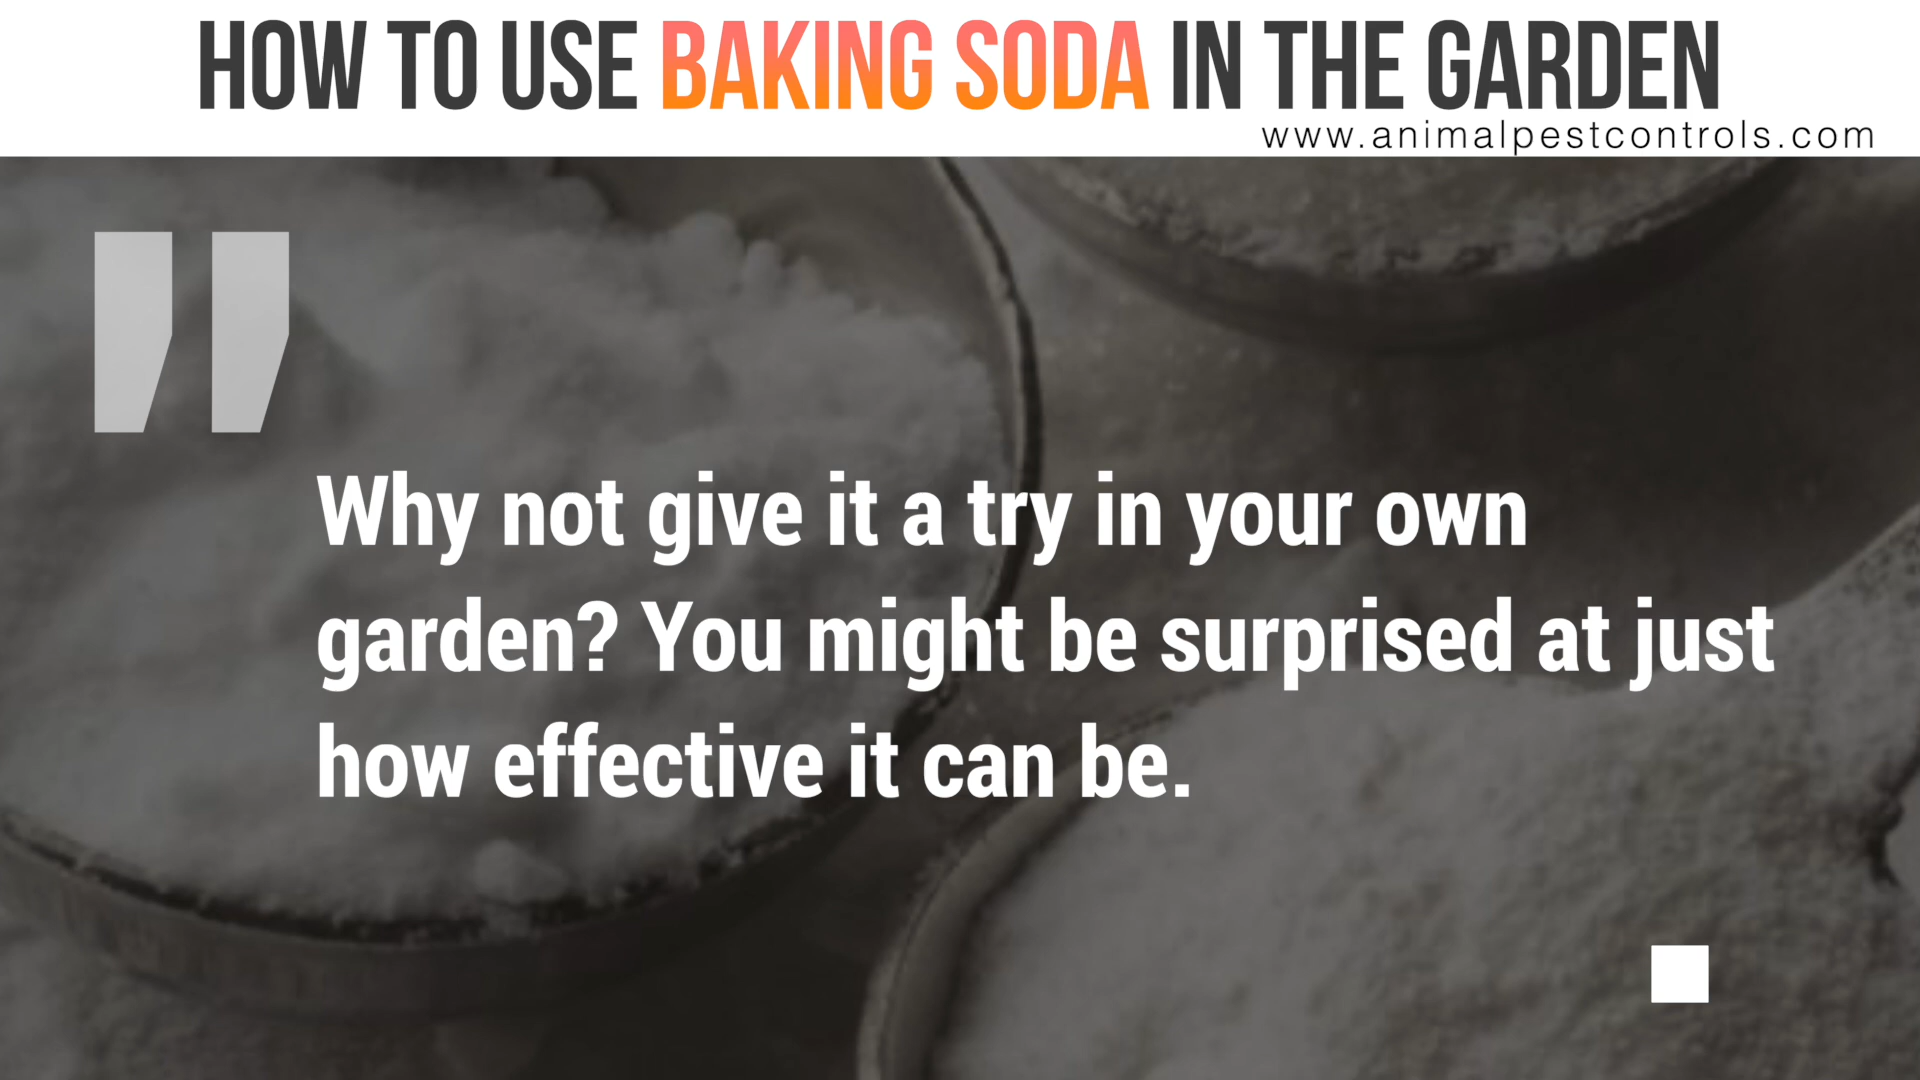 HOW TO USE BAKING SODA IN THE GARDEN
www.animalpestcontrols.com
"
Why not give it a try in your own
garden? You might be surprised at just
how effective it can be.